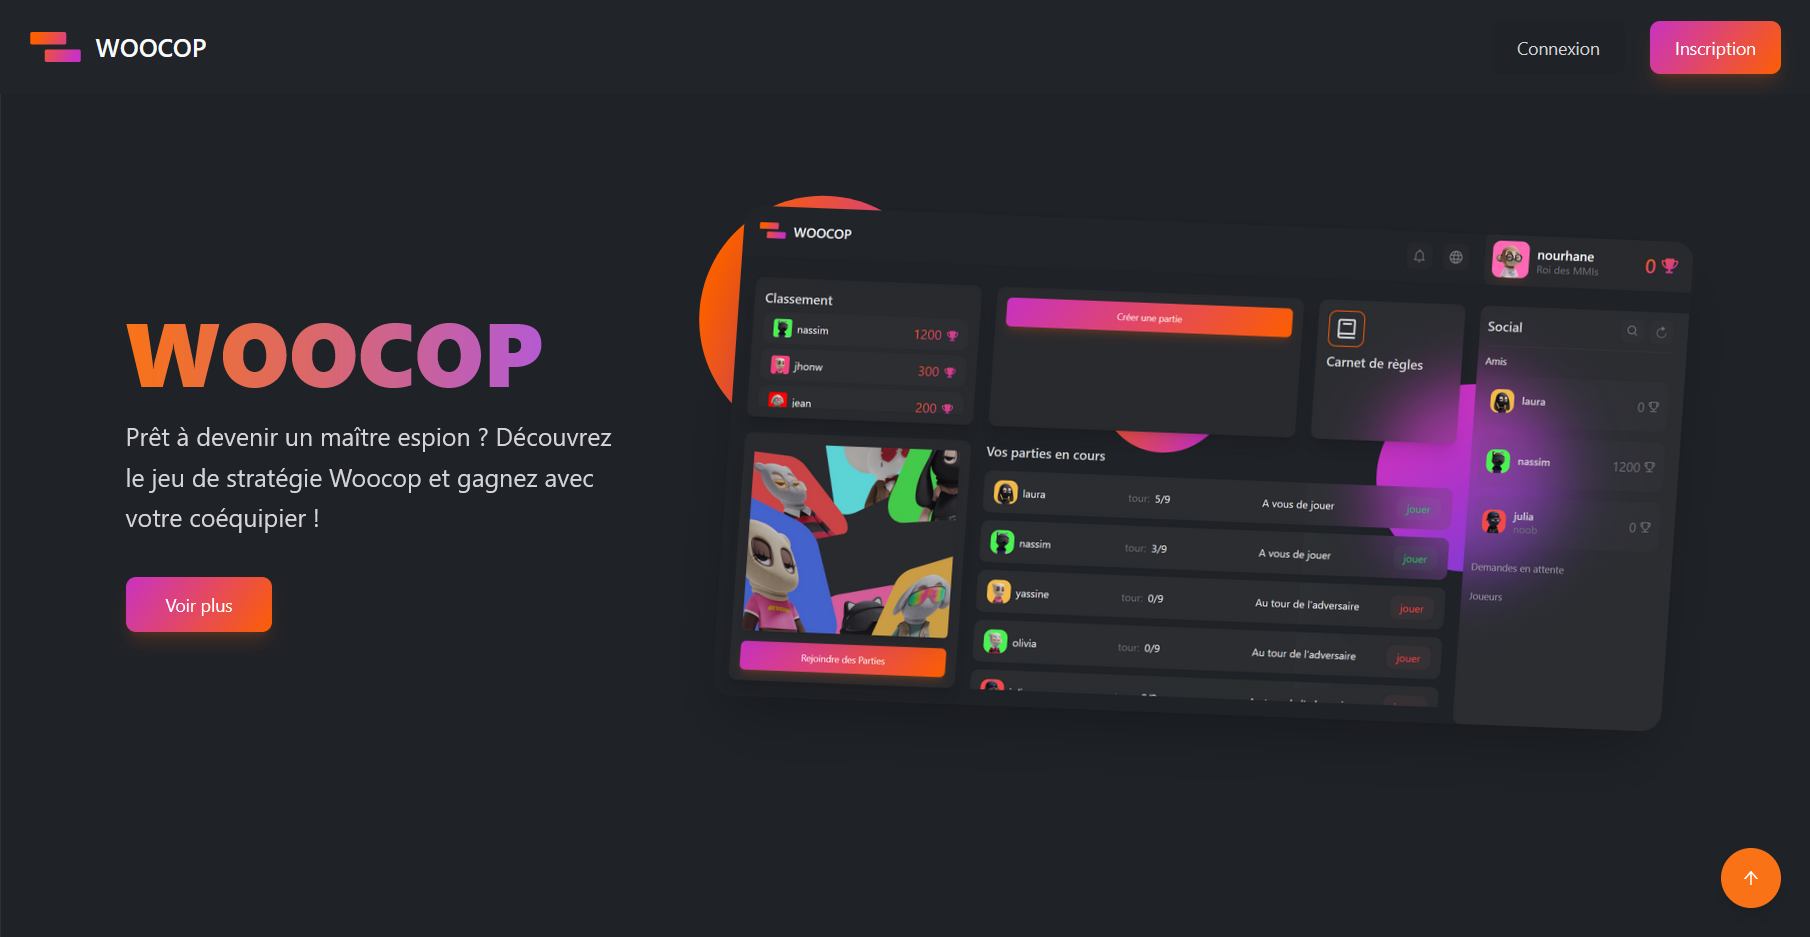 WOOCOP
Connexion
Inscription
WOOCOP
Prêt à devenir un maître espion ? Découvrez
le jeu de stratégie Woocop et gagnez avec
votre coéquipier !
Voir plus
WOOCOP
nourhane
Roi des MMIs
0
Classement
nassim 1200
jhonw 300
jean 200
Créer une partie
Carnet de règles
Social
Amis
laura 0
nassim 1200
julia
noob
0
Demandes en attente
Joueurs
Vos parties en cours
laura tour: 5/9 A vous de jouer jouer
nassim tour: 3/9 A vous de jouer jouer
yassine tour: 0/9 Au tour de l'adversaire jouer
olivia tour: 0/9 Au tour de l'adversaire jouer
Rejoindre des Parties